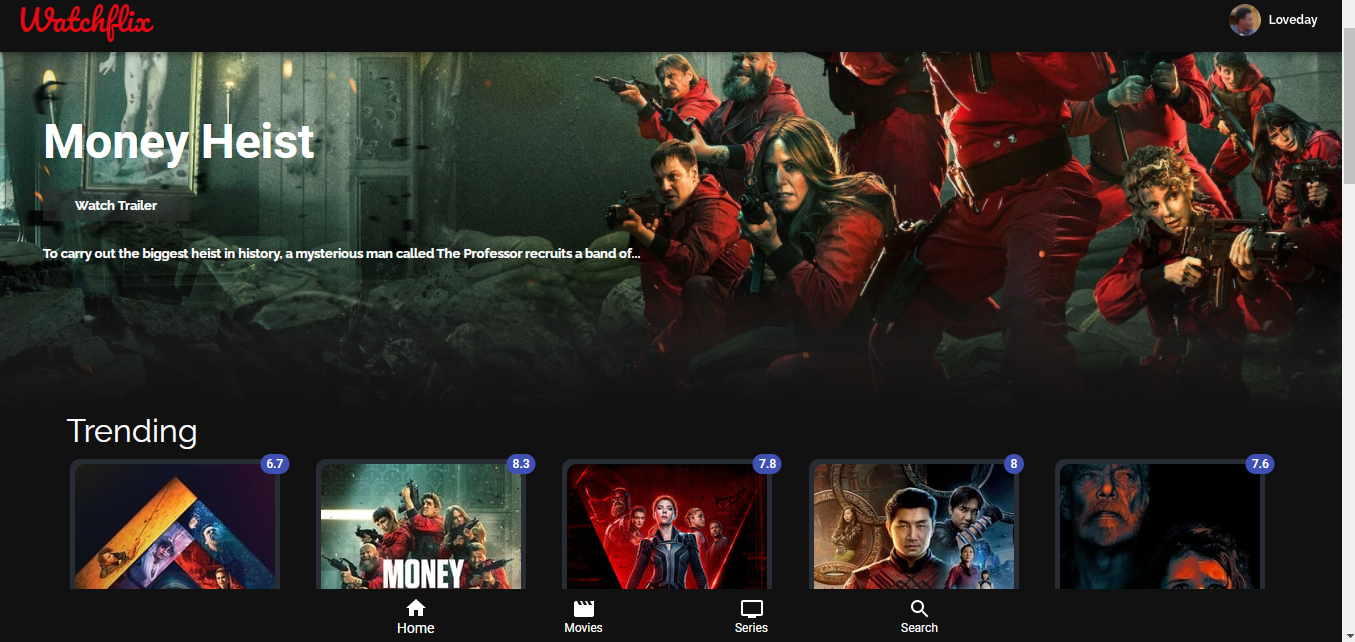 Watchflix
Loveday
Money Heist
Watch Trailer
To carry out the biggest heist in history, a mysterious man called The Professor recruits a band of...
Trending
6.7
8.3
7.8
8
7.6
MONEY
Home
Movies
Series
Search